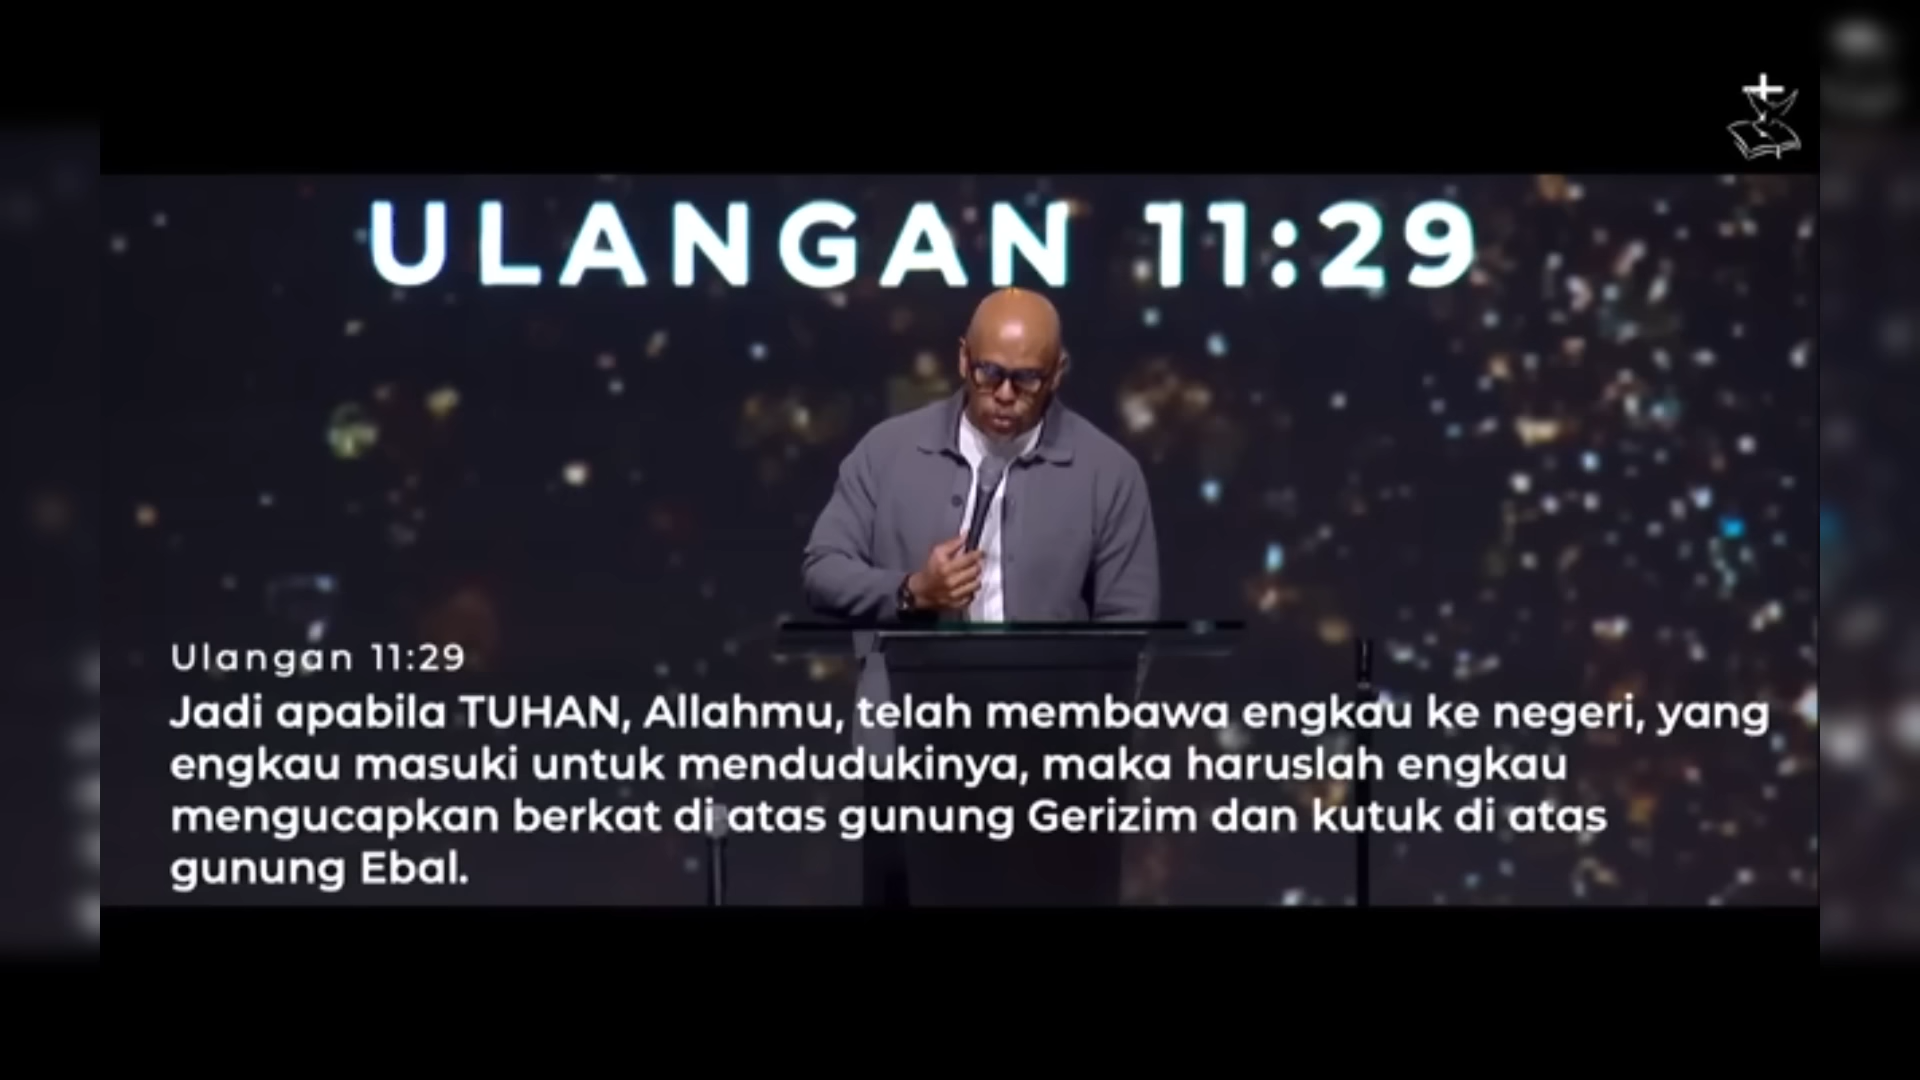 ULANGAN 11:29
Ulangan 11:29
Jadi apabila TUHAN, Allahmu, telah membawa engkau ke negeri, yang
engkau masuki untuk mendudukinya, maka haruslah engkau
mengucapkan berkat di atas gunung Gerizim dan kutuk di atas
gunung Ebal.